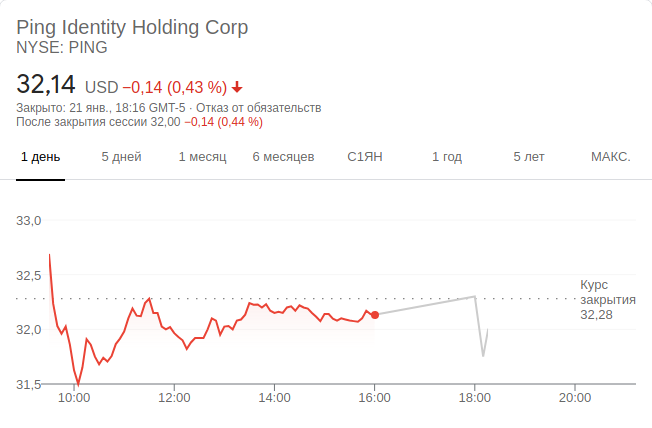 Ping Identity Holding Corp
NYSE: PING
32,14 USD −0,14 (0,43 %)
Закрыто: 21 янв., 18:16 GMT-5 · Отказ от обязательств
После закрытия сессии 32,00 −0,14 (0,44 %)
1 день 5 дней 1 месяц 6 месяцев С1ЯН 1 год 5 лет МАКС.
33,0
32,5
Курс
закрытия
32,28
32,0
31,5
10:00 12:00 14:00 16:00 18:00 20:00